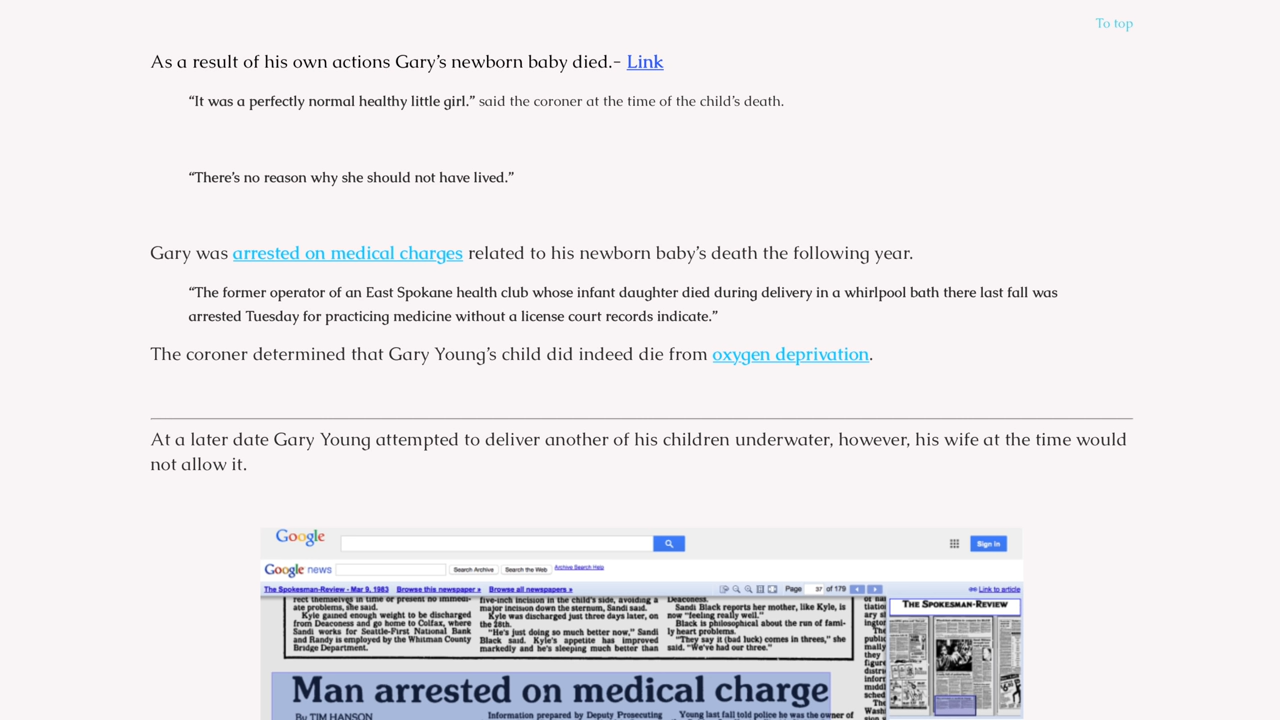 To top
As a result of his own actions Gary’s newborn baby died.- Link
“It was a perfectly normal healthy little girl.” said the coroner at the time of the child’s death.
“There’s no reason why she should not have lived.”
Gary was arrested on medical charges related to his newborn baby’s death the following year.
“The former operator of an East Spokane health club whose infant daughter died during delivery in a whirlpool bath there last fall was
arrested Tuesday for practicing medicine without a license court records indicate.”
The coroner determined that Gary Young’s child did indeed die from oxygen deprivation.
At a later date Gary Young attempted to deliver another of his children underwater, however, his wife at the time would
not allow it.
Google
Sign in
Google news Search Archive Search the Web Archive Search Help
The Spokesman-Review - Mar 9, 1983 Browse this newspaper » Browse all newspapers » Page 37 of 179 Link to article
rect themselves in time or present no immedi-
ate problems, she said.
Kyle gained enough weight to be discharged
from Deaconess and go home to Colfax, where
Sandi works for Seattle-First National Bank
and Randy is employed by the Whitman County
Bridge Department.
five-inch incision in the child's side, avoiding a
major incision down the sternum, Sandi said.
Kyle was discharged just three days later, on
the 28th.
"He's just doing so much better now," Sandi
Black said. Kyle's appetite has improved
markedly and he's sleeping much better than
Deaconess.
Sandi Black reports her mother, like Kyle, is
now "feeling really well."
Black is philosophical about the run of fami-
ly heart problems.
"They say it (bad luck) comes in threes," she
said. "We've had our three."
THE SPOKESMAN-REVIEW
Man arrested on medical charge
By TIM HANSON
Information prepared by Deputy Prosecuting
Young last fall told police he was the owner of